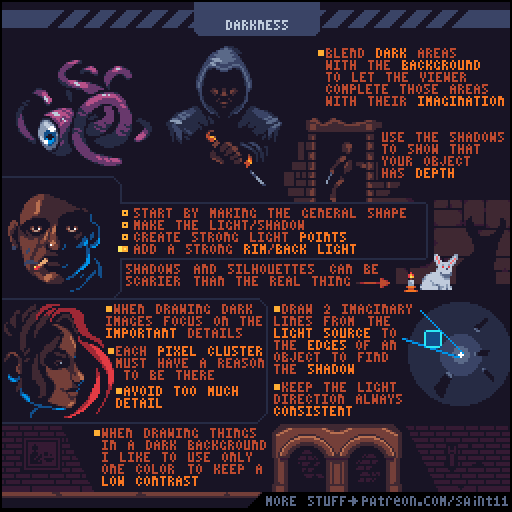 DARKNESS
BLEND DARK AREAS
WITH THE BACKGROUND
TO LET THE VIEWER
COMPLETE THOSE AREAS
WITH THEIR IMAGINATION
USE THE SHADOWS
TO SHOW THAT
YOUR OBJECT
HAS DEPTH
START BY MAKING THE GENERAL SHAPE
MAKE THE LIGHT/SHADOW
CREATE STRONG LIGHT POINTS
ADD A STRONG RIM/BACK LIGHT
SHADOWS AND SILHOUETTES CAN BE
SCARIER THAN THE REAL THING
WHEN DRAWING DARK
IMAGES FOCUS ON THE
IMPORTANT DETAILS
EACH PIXEL CLUSTER
MUST HAVE A REASON
TO BE THERE
AVOID TOO MUCH
DETAIL
DRAW 2 IMAGINARY
LINES FROM THE
LIGHT SOURCE TO
THE EDGES OF AN
OBJECT TO FIND
THE SHADOW
KEEP THE LIGHT
DIRECTION ALWAYS
CONSISTENT
WHEN DRAWING THINGS
IN A DARK BACKGROUND
I LIKE TO USE ONLY
ONE COLOR TO KEEP A
LOW CONTRAST
MORE STUFF→PATREON.COM/SAINT11